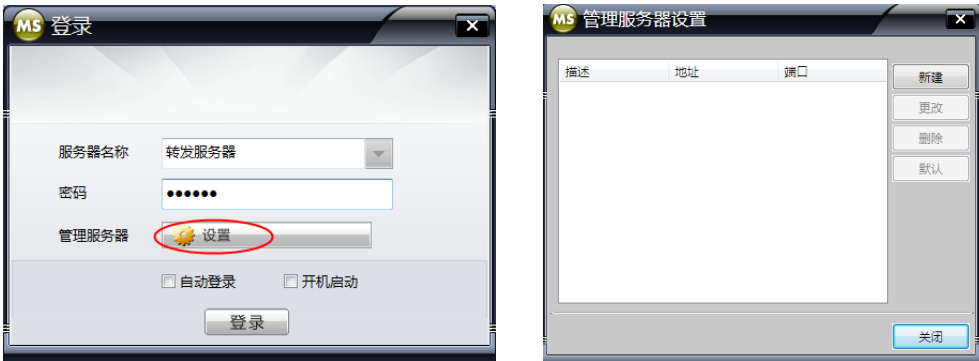 MS 登录
服务器名称 转发服务器
密码 ●●●●●●
管理服务器 设置
自动登录 开机启动
登录
MS 管理服务器设置
描述 地址 端口
新建
更改
删除
默认
关闭